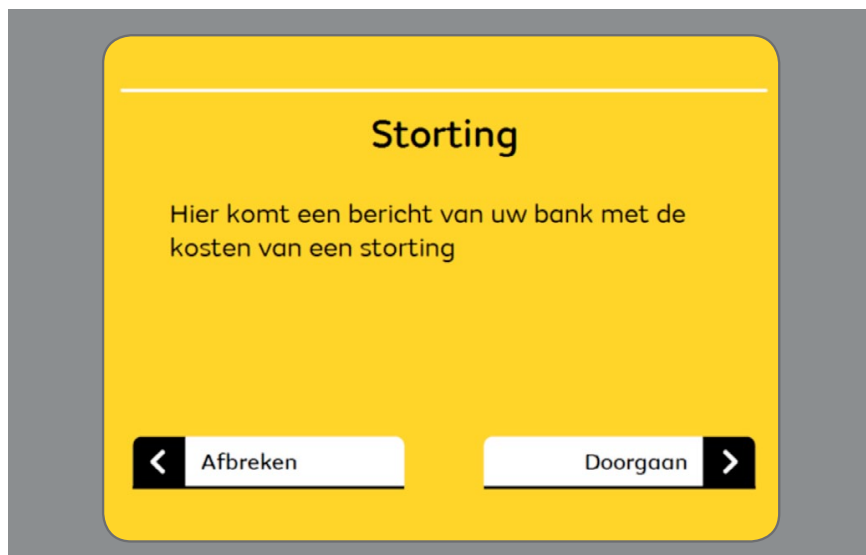 Storting
Hier komt een bericht van uw bank met de
kosten van een storting
Afbreken
Doorgaan